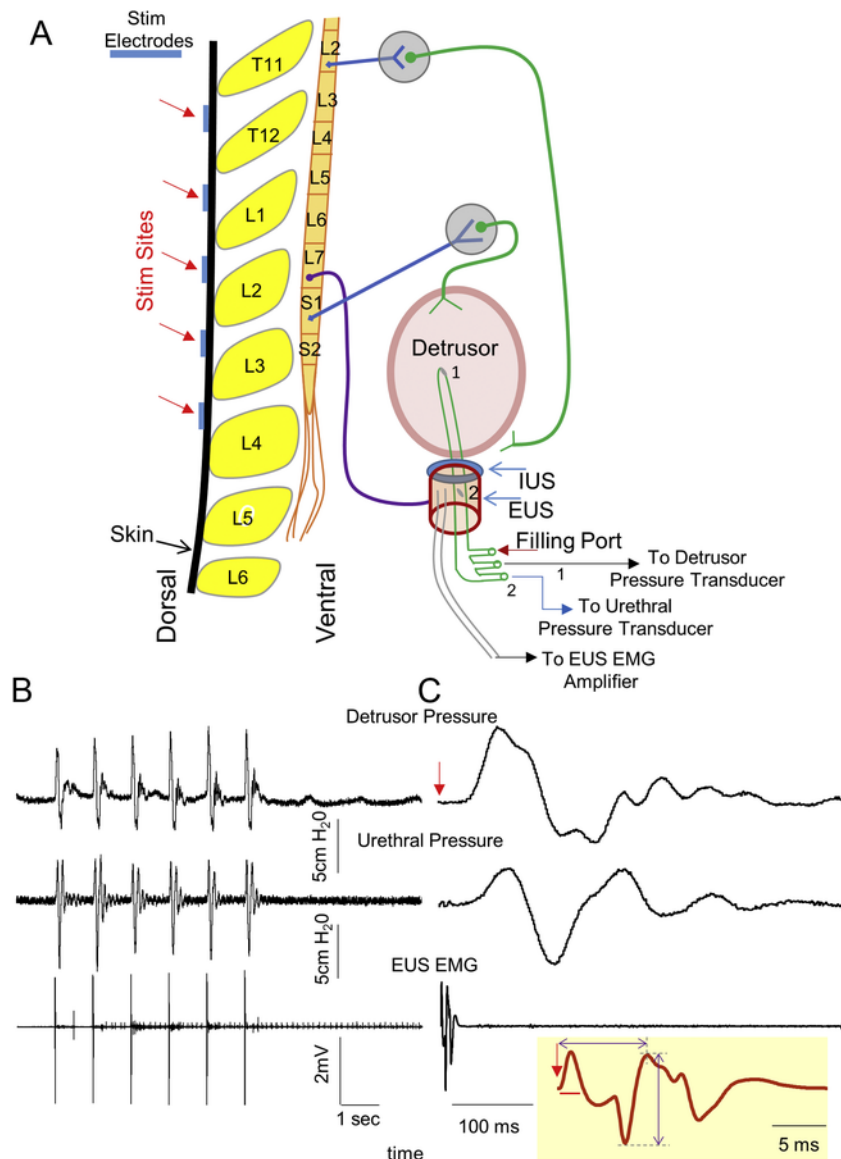 A
Stim
Electrodes
T11
T12
L1
L2
L3
L4
L5
L6
Stim Sites
Skin
Dorsal
Ventral
L2
L3
L4
L5
L6
L7
S1
S2
Detrusor
1
2
IUS
EUS
Filling Port
1
2
To Detrusor
Pressure Transducer
To Urethral
Pressure Transducer
To EUS EMG
Amplifier
B
C
Detrusor Pressure
5cm H20
Urethral Pressure
5cm H20
EUS EMG
2mV
1 sec
100 ms
5 ms
time